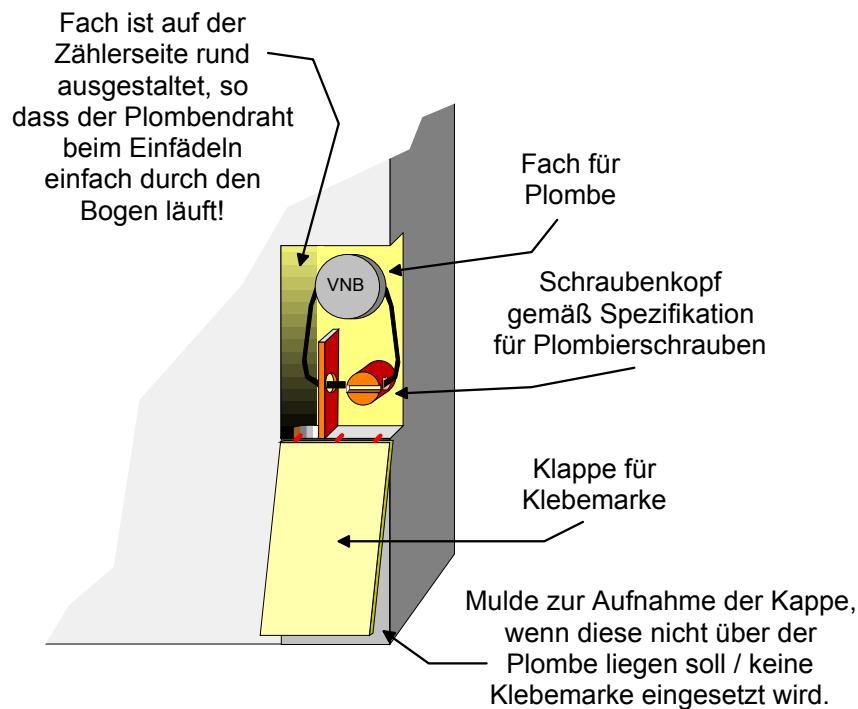 Fach ist auf der
Zählerseite rund
ausgestaltet, so
dass der Plombendraht
beim Einfädeln
einfach durch den
Bogen läuft!
Fach für
Plombe
VNB
Schraubenkopf
gemäß Spezifikation
für Plombierschrauben
Klappe für
Klebemarke
Mulde zur Aufnahme der Kappe,
wenn diese nicht über der
Plombe liegen soll / keine
Klebemarke eingesetzt wird.